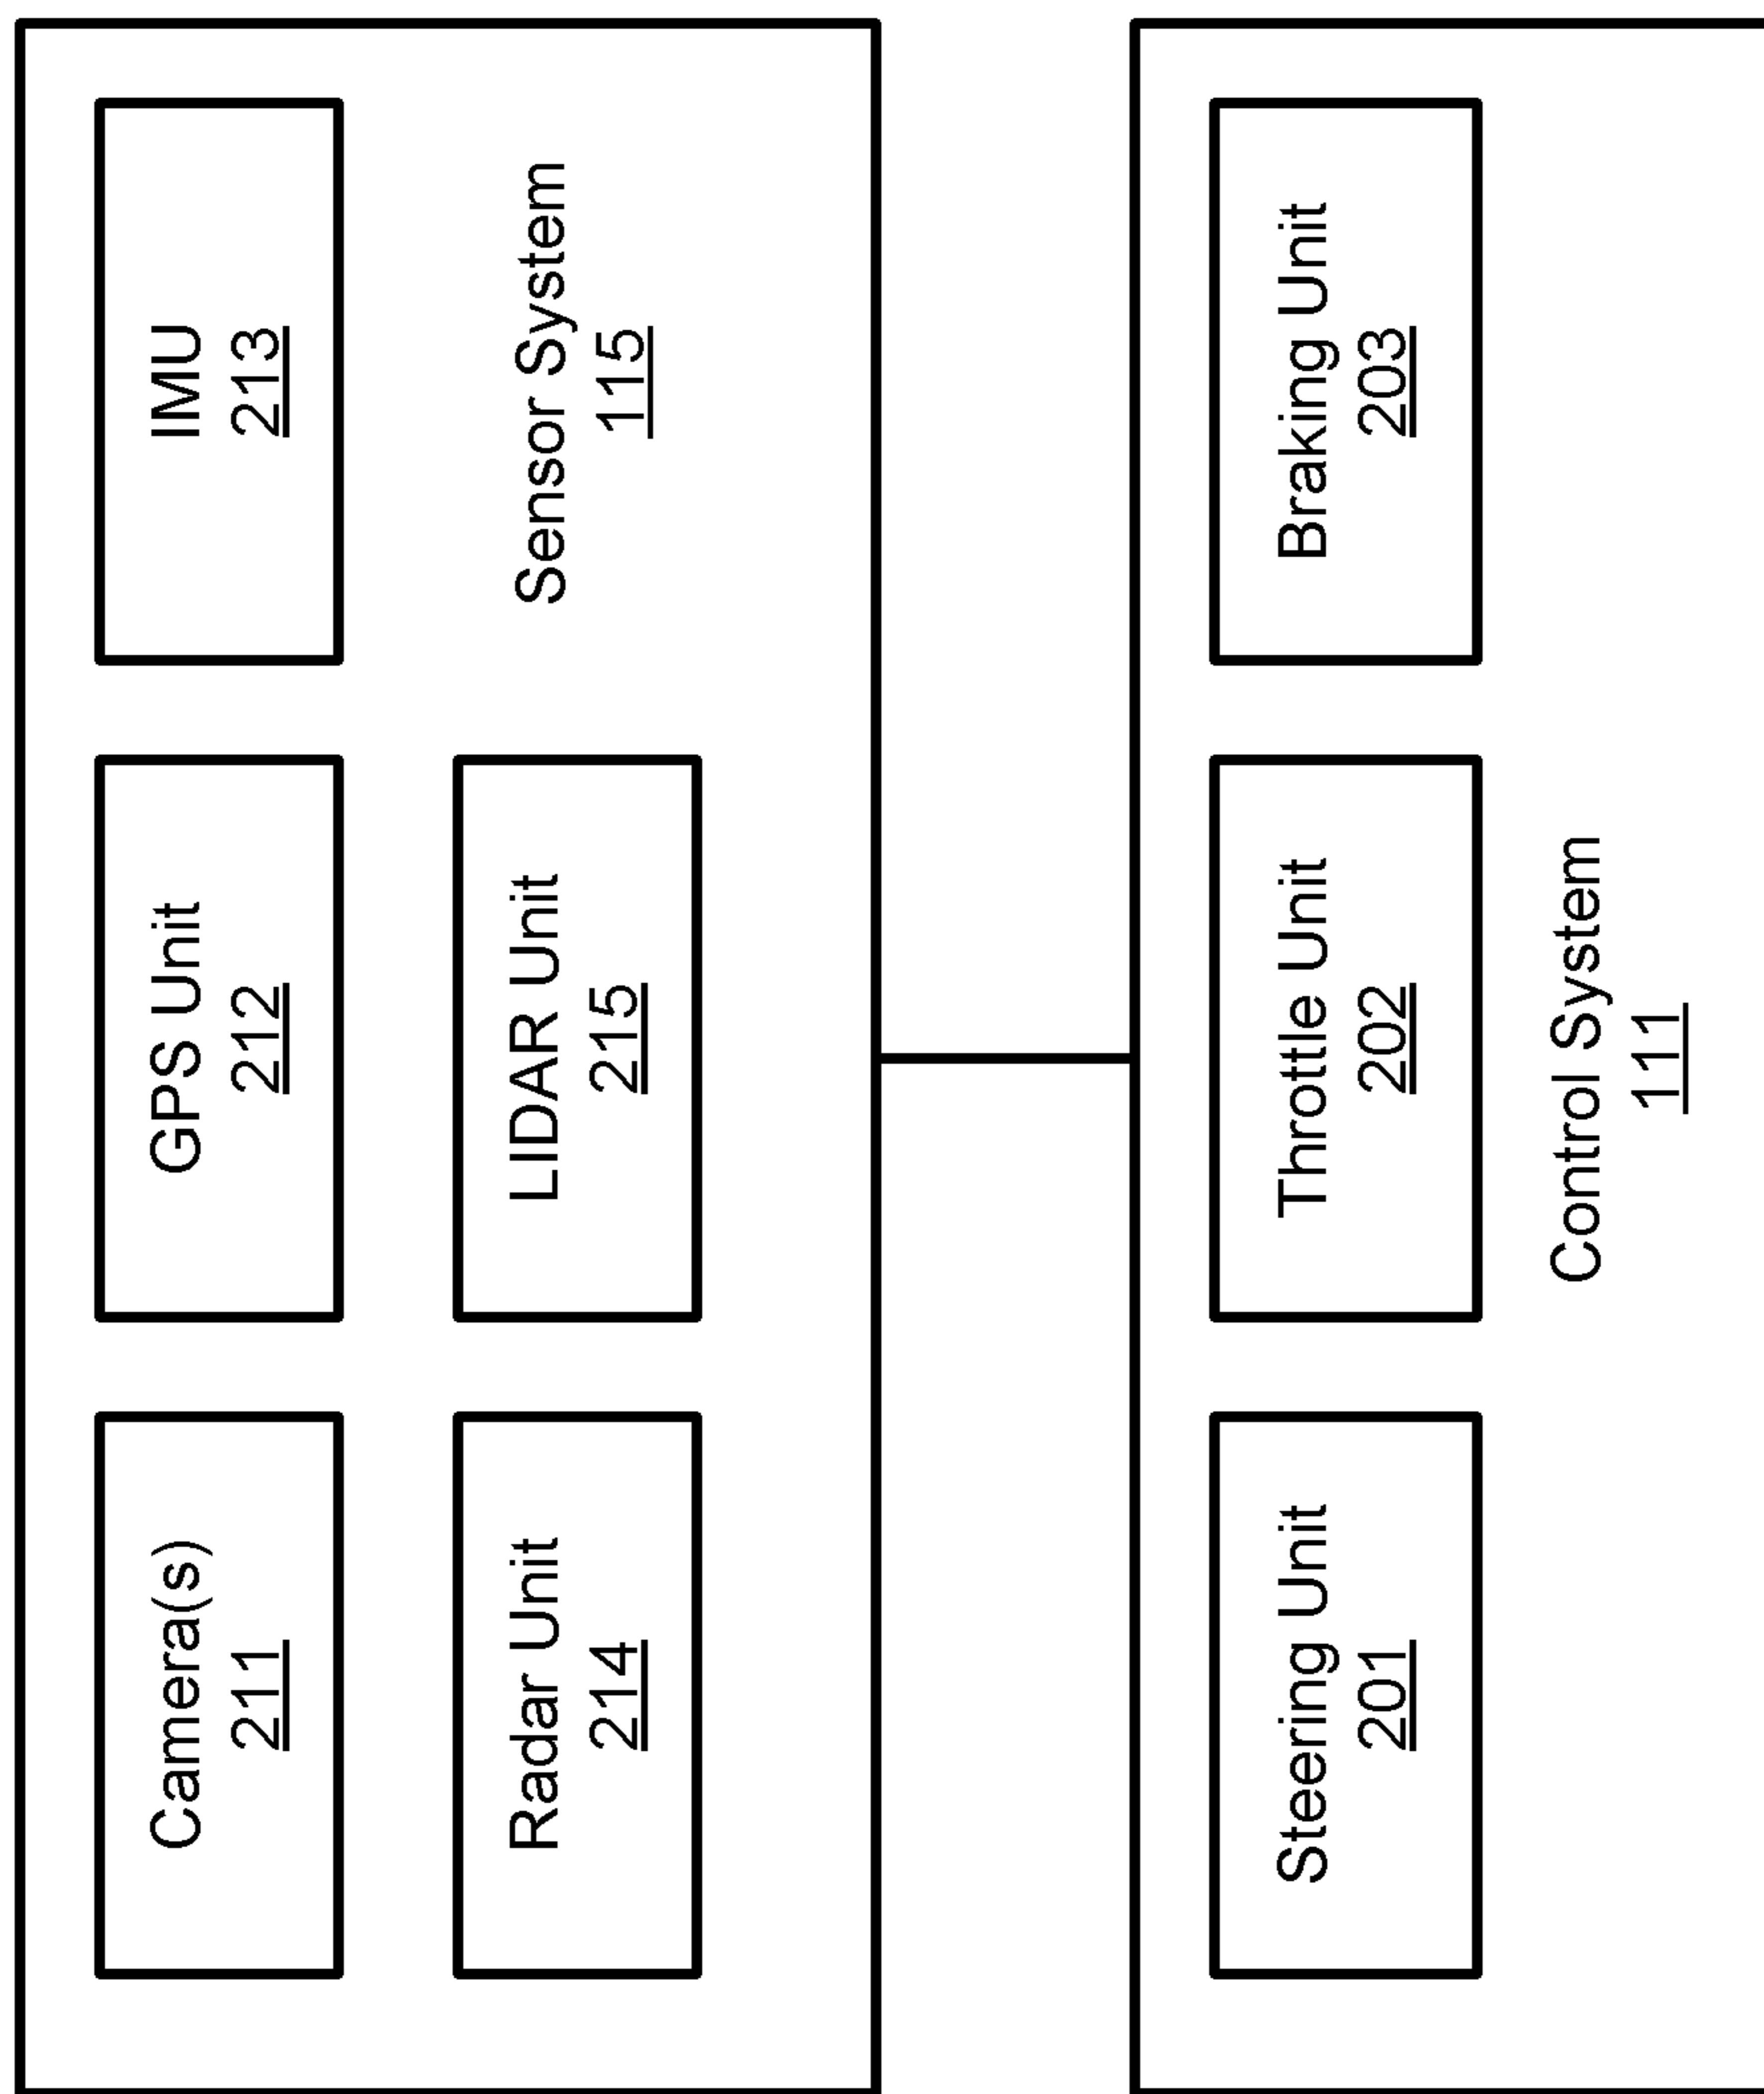 Camera(s)
211
GPS Unit
212
IMU
213
Radar Unit
214
LIDAR Unit
215
Sensor System
115
Steering Unit
201
Throttle Unit
202
Braking Unit
203
Control System
111